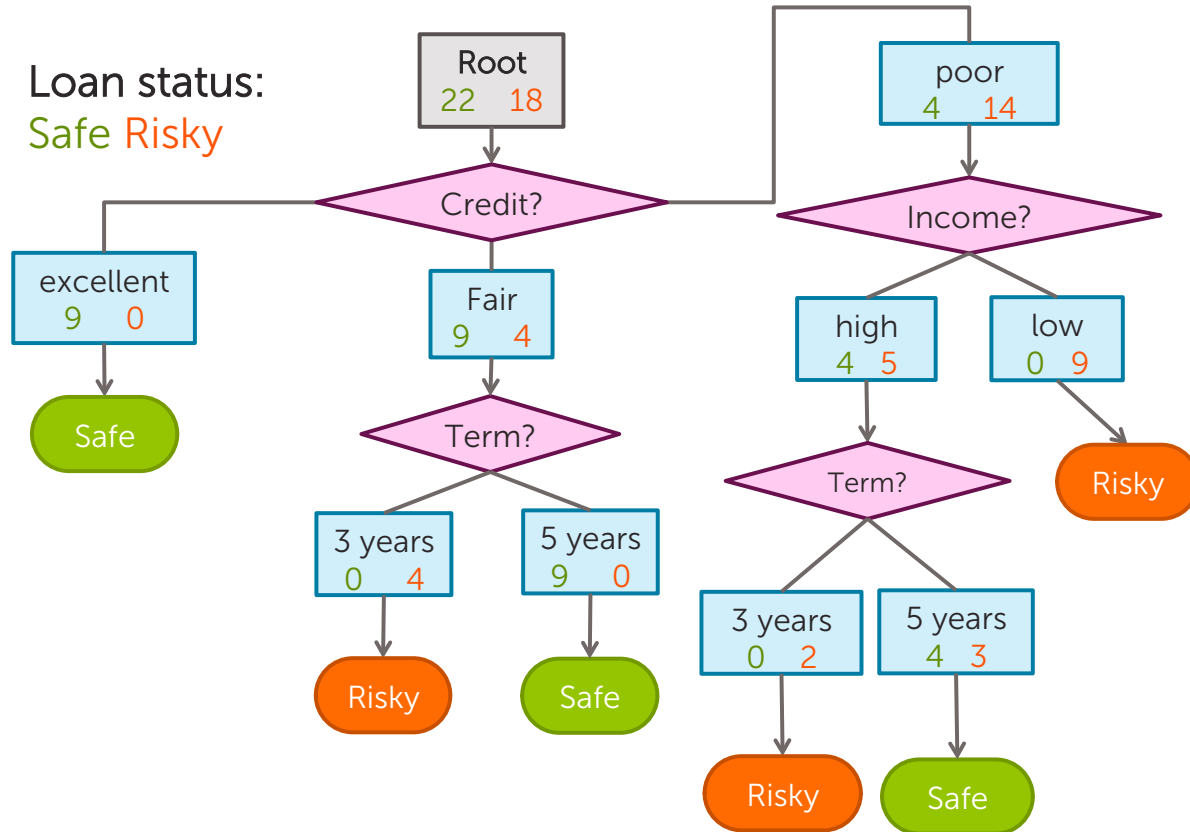 Loan status:
Safe Risky
Root
22 18
Credit?
excellent
9 0
Safe
Fair
9 4
Term?
3 years
0 4
Risky
5 years
9 0
Safe
poor
4 14
Income?
high
4 5
Term?
3 years
0 2
Risky
5 years
4 3
Safe
low
0 9
Risky